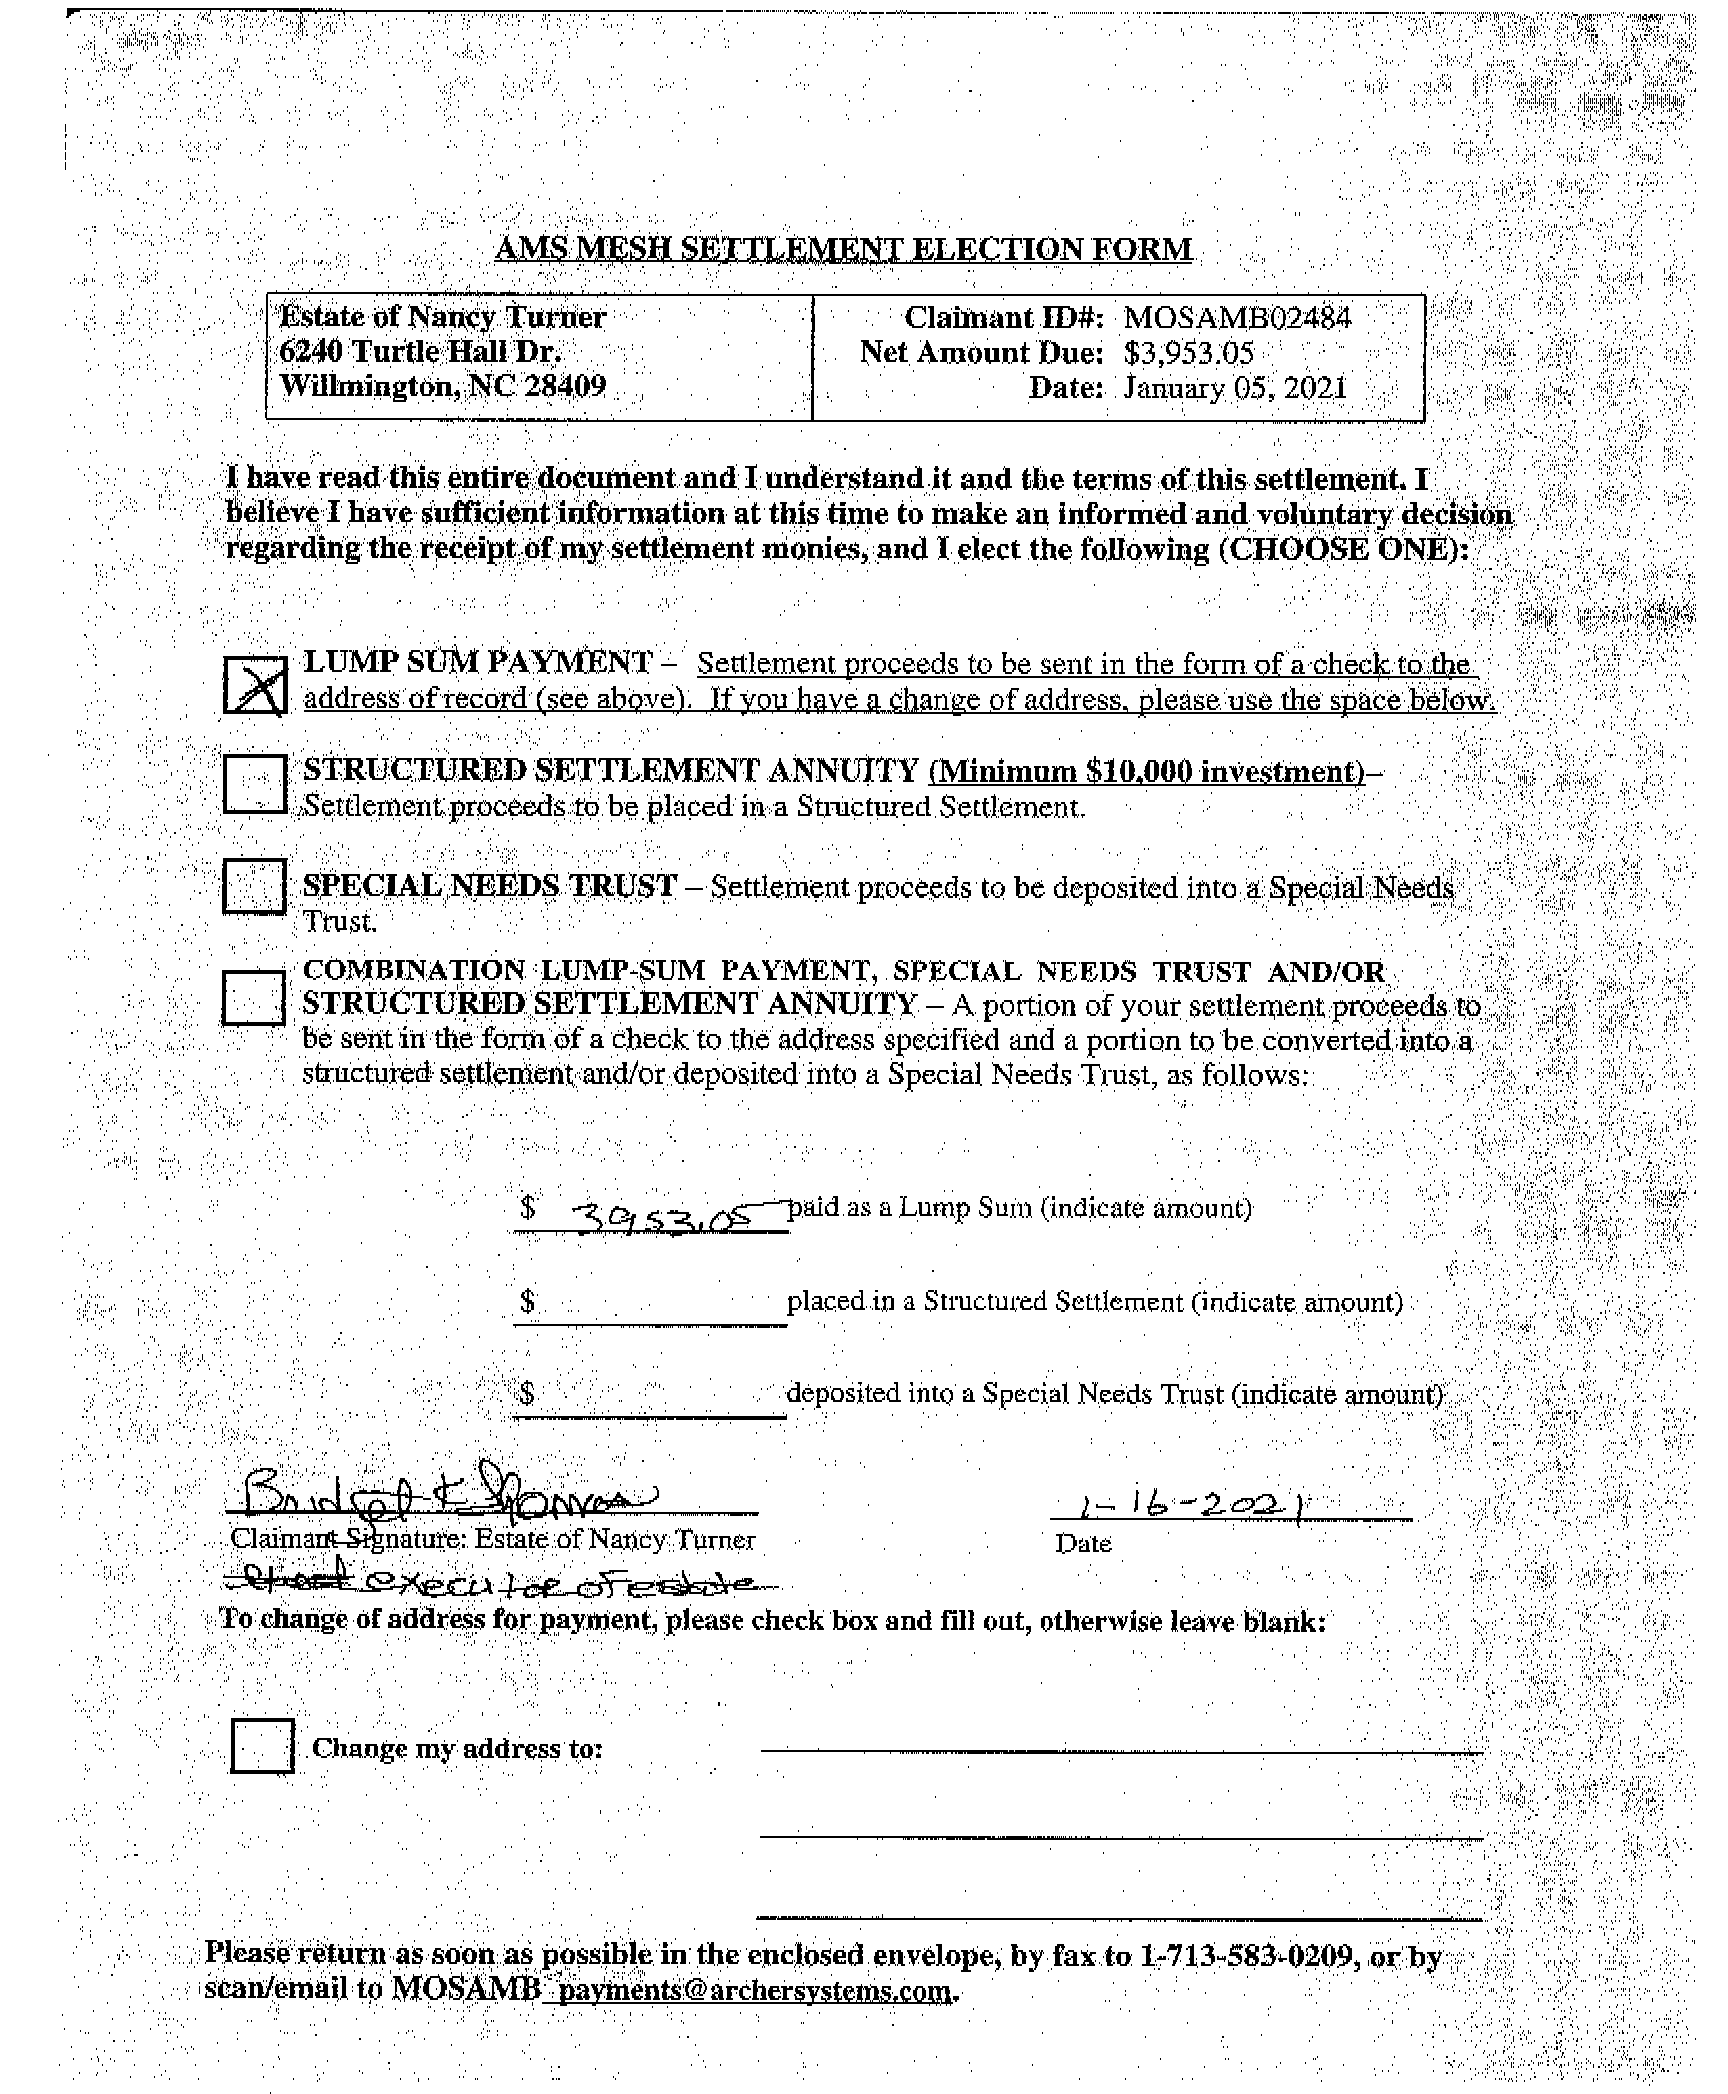 AMS MESH SETTLEMENT ELECTION FORM
Estate of Nancy Turner
6240 Turtle Hall Dr.
Willmington, NC 28409
Claimant ID#: MOSAMB02484
Net Amount Due: $3,953.05
Date: January 05, 2021
I have read this entire document and I understand it and the terms of this settlement. I
believe I have sufficient information at this time to make an informed and voluntary decision
regarding the receipt of my settlement monies, and I elect the following (CHOOSE ONE):
LUMP SUM PAYMENT – Settlement proceeds to be sent in the form of a check to the
address of record (see above). If you have a change of address, please use the space below.
STRUCTURED SETTLEMENT ANNUITY (Minimum $10,000 investment)–
Settlement proceeds to be placed in a Structured Settlement.
SPECIAL NEEDS TRUST – Settlement proceeds to be deposited into a Special Needs
Trust.
COMBINATION LUMP-SUM PAYMENT, SPECIAL NEEDS TRUST AND/OR
STRUCTURED SETTLEMENT ANNUITY – A portion of your settlement proceeds to
be sent in the form of a check to the address specified and a portion to be converted into a
structured settlement and/or deposited into a Special Needs Trust, as follows:
$ 3953.05 paid as a Lump Sum (indicate amount)
$ placed in a Structured Settlement (indicate amount)
$ deposited into a Special Needs Trust (indicate amount)
Bridget K Thomas 1-16-2021
Claimant Signature: Estate of Nancy Turner Date
executor of estate
To change of address for payment, please check box and fill out, otherwise leave blank:
Change my address to:
Please return as soon as possible in the enclosed envelope, by fax to 1-713-583-0209, or by
scan/email to MOSAMB payments@archersystems.com.